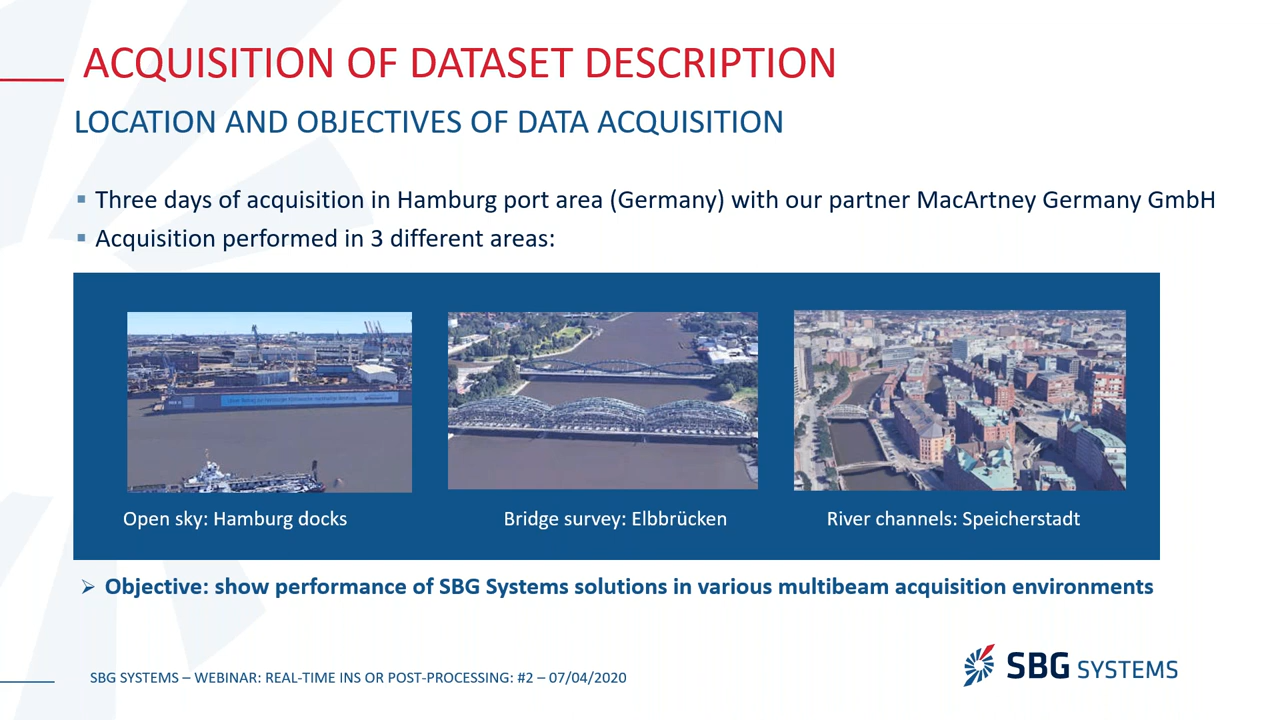 ACQUISITION OF DATASET DESCRIPTION
LOCATION AND OBJECTIVES OF DATA ACQUISITION
▪ Three days of acquisition in Hamburg port area (Germany) with our partner MacArtney Germany GmbH
▪ Acquisition performed in 3 different areas:
Open sky: Hamburg docks
Bridge survey: Elbbrücken
River channels: Speicherstadt
➢ Objective: show performance of SBG Systems solutions in various multibeam acquisition environments
SBG SYSTEMS – WEBINAR: REAL-TIME INS OR POST-PROCESSING: #2 – 07/04/2020
SBG SYSTEMS